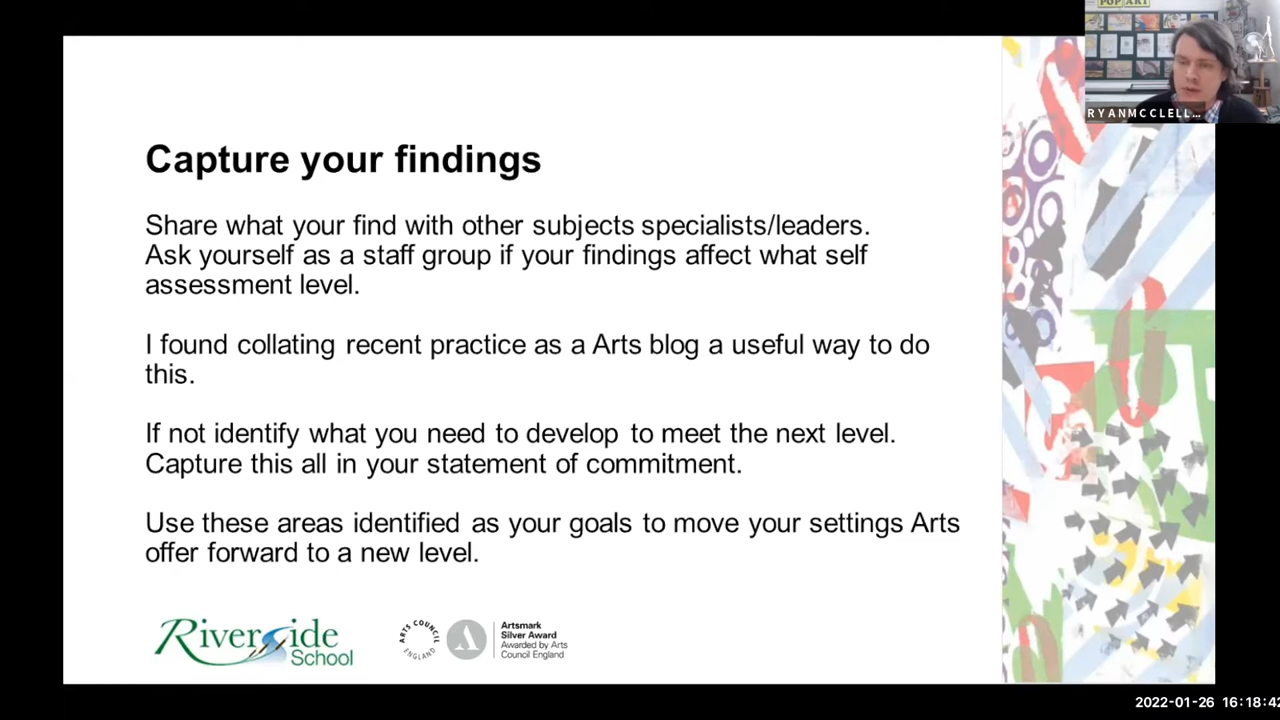 POP ART
RYANMCCLELL...
Capture your findings
Share what your find with other subjects specialists/leaders.
Ask yourself as a staff group if your findings affect what self
assessment level.
I found collating recent practice as a Arts blog a useful way to do
this.
If not identify what you need to develop to meet the next level.
Capture this all in your statement of commitment.
Use these areas identified as your goals to move your settings Arts
offer forward to a new level.
Riverside
School
ARTS COUNCIL
ENGLAND
A
Artsmark
Silver Award
Awarded by Arts
Council England
2022-01-26 16:18:42